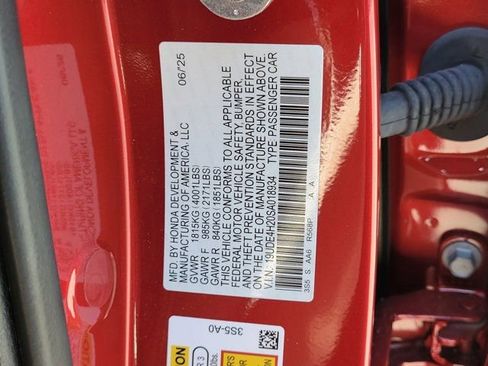 MFD. BY HONDA DEVELOPMENT & 06/25
MANUFACTURING OF AMERICA, LLC
GVWR 1815KG(4001LBS)
GAWR F 985KG(2171LBS)
GAWR R 840KG(1851LBS)
THIS VEHICLE CONFORMS TO ALL APPLICABLE
FEDERAL MOTOR VEHICLE SAFETY, BUMPER,
AND THEFT PREVENTION STANDARDS IN EFFECT
ON THE DATE OF MANUFACTURE SHOWN ABOVE.
V.I.N.: 19UDE4H20SA018934 TYPE: PASSENGER CAR
3S5 S AA6 R568P A A
3S5-A0